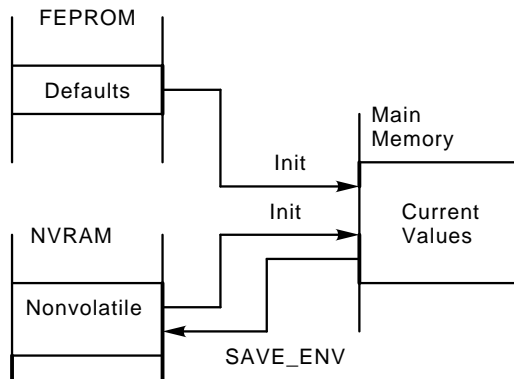 FEPROM
Defaults
Main
Memory
Init
Init
Current
Values
NVRAM
Nonvolatile
SAVE_ENV